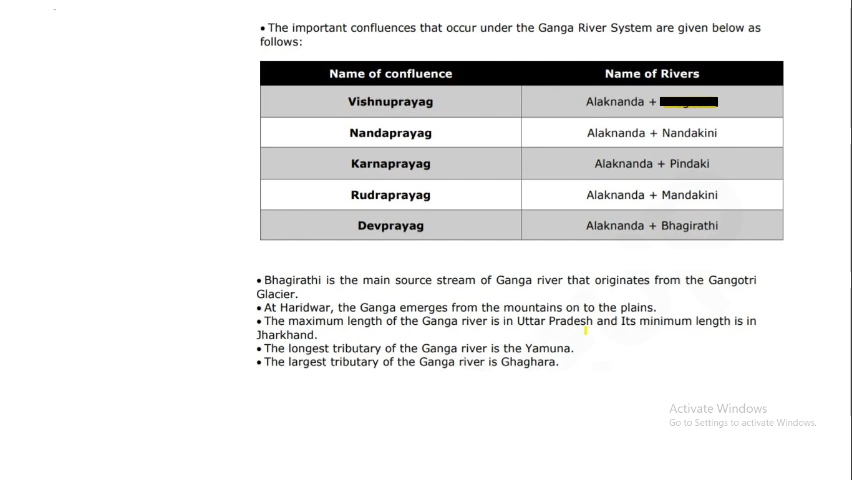 • The important confluences that occur under the Ganga River System are given below as
follows:
Name of confluence Name of Rivers
Vishnuprayag Alaknanda +
Nandaprayag Alaknanda + Nandakini
Karnaprayag Alaknanda + Pindaki
Rudraprayag Alaknanda + Mandakini
Devprayag Alaknanda + Bhagirathi
• Bhagirathi is the main source stream of Ganga river that originates from the Gangotri
Glacier.
• At Haridwar, the Ganga emerges from the mountains on to the plains.
• The maximum length of the Ganga river is in Uttar Pradesh and Its minimum length is in
Jharkhand.
• The longest tributary of the Ganga river is the Yamuna.
• The largest tributary of the Ganga river is Ghaghara.
Activate Windows
Go to Settings to activate Windows.